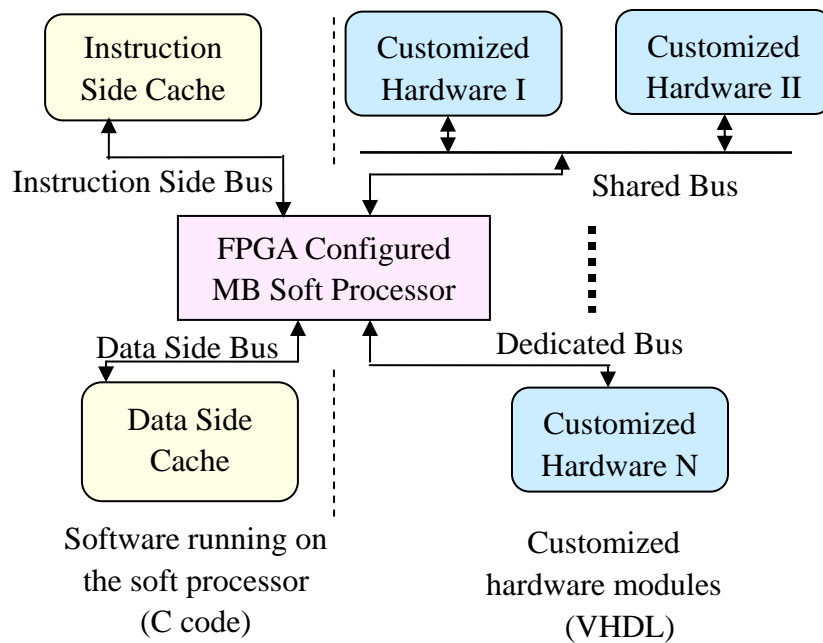 Instruction
Side Cache
Customized
Hardware I
Customized
Hardware II
Instruction Side Bus
Shared Bus
FPGA Configured
MB Soft Processor
Data Side Bus
Dedicated Bus
Data Side
Cache
Customized
Hardware N
Software running on
the soft processor
(C code)
Customized
hardware modules
(VHDL)